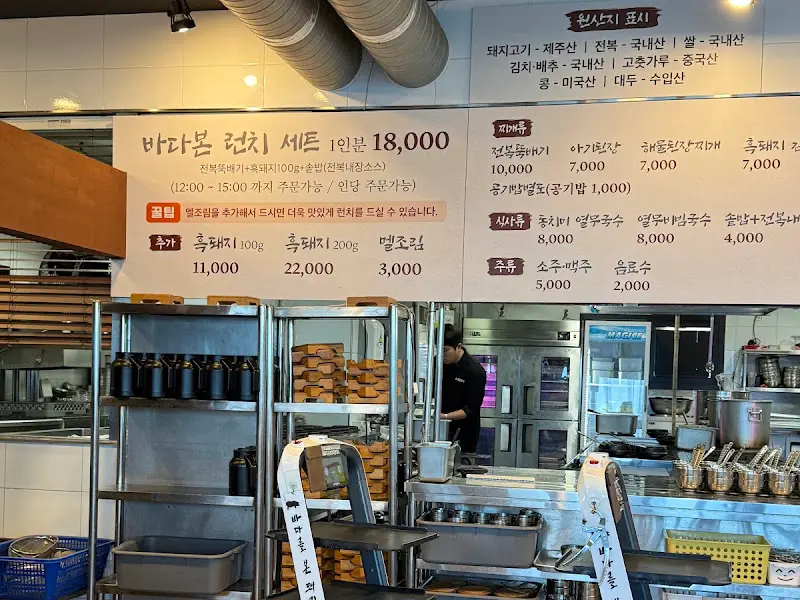 원산지 표시
돼지고기 - 제주산 | 전복 - 국내산 | 쌀 - 국내산
김치·배추 - 국내산 | 고춧가루 - 중국산
콩 - 미국산 | 대두 - 수입산
바다본 런치 세트 1인분 18,000
전복뚝배기+흑돼지100g+솥밥(전복내장소스)
(12:00 ~ 15:00 까지 주문가능 / 인당 주문가능)
꿀팁 멜조림을 추가해서 드시면 더욱 맛있게 런치를 드실 수 있습니다.
추가 흑돼지 100g 흑돼지 200g 멜조림
11,000 22,000 3,000
찌개류
전복뚝배기 아기된장 해물된장찌개 흑돼지
10,000 7,000 7,000 7,000
공기밥별도(공기밥 1,000)
식사류 동치미 열무국수 열무비빔국수 솥밥+전복내
8,000 8,000 4,000
주류 소주·맥주 음료수
5,000 2,000
MAGICE
바다를 본 돼
바다를